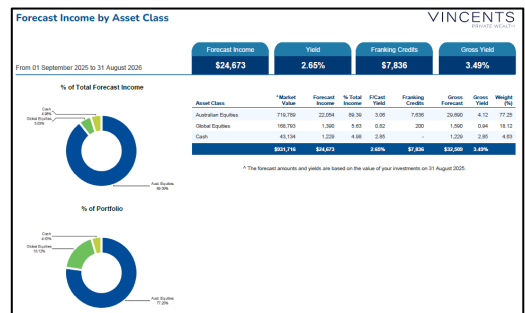 Forecast Income by Asset Class
VINCENTS
PRIVATE WEALTH
Forecast Income
Yield
Franking Credits
Gross Yield
From 01 September 2025 to 31 August 2026
$24,673
2.65%
$7,836
3.49%
% of Total Forecast Income
Cash
4.98%
Global Equities
5.63%
Aust. Equities
89.39%
Asset Class ^Market Value Forecast Income % Total Income F/Cast Yield Franking Credits Gross Forecast Gross Yield Weight (%)
Australian Equities 719,789 22,054 89.39 3.06 7,636 29,690 4.12 77.25
Global Equities 168,793 1,390 5.63 0.82 200 1,590 0.94 18.12
Cash 43,134 1,229 4.98 2.85 - 1,229 2.85 4.63
$931,716 $24,673 2.65% $7,836 $32,509 3.49%
^ The forecast amounts and yields are based on the value of your investments on 31 August 2025.
% of Portfolio
Cash
4.63%
Global Equities
18.12%
Aust. Equities
77.25%